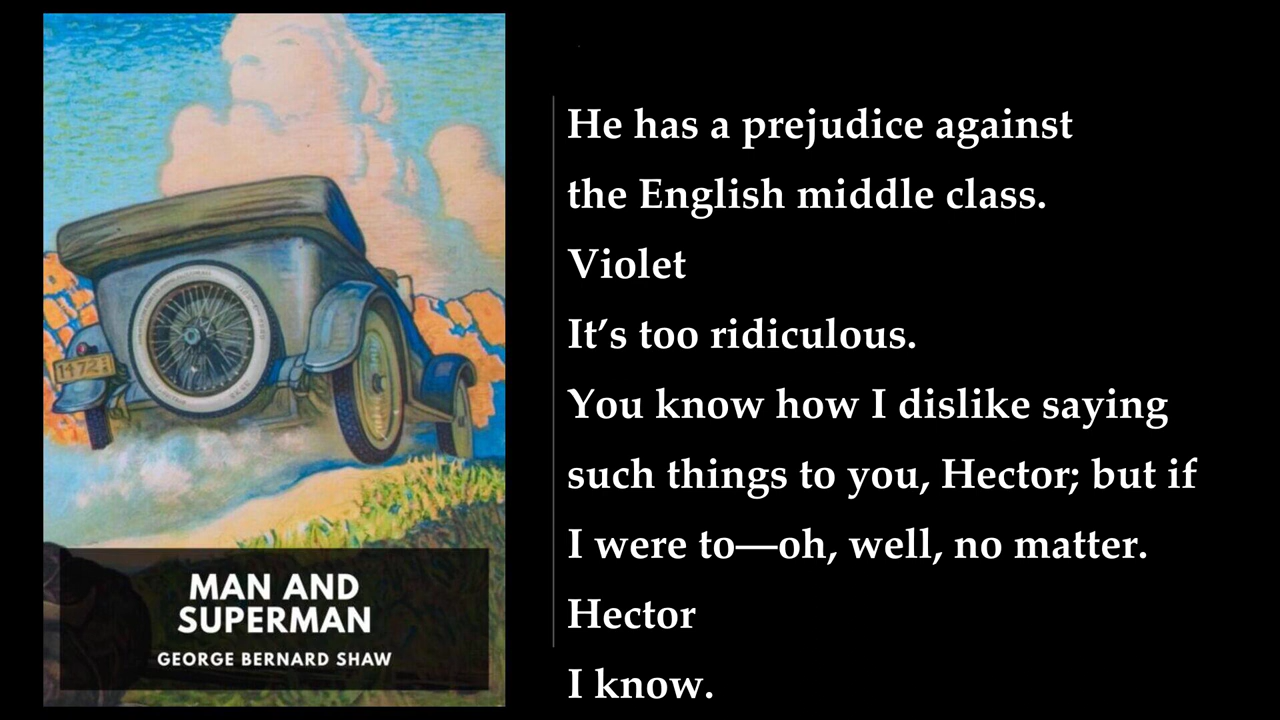 1472
MAN AND
SUPERMAN
GEORGE BERNARD SHAW
He has a prejudice against
the English middle class.
Violet
It’s too ridiculous.
You know how I dislike saying
such things to you, Hector; but if
I were to—oh, well, no matter.
Hector
I know.